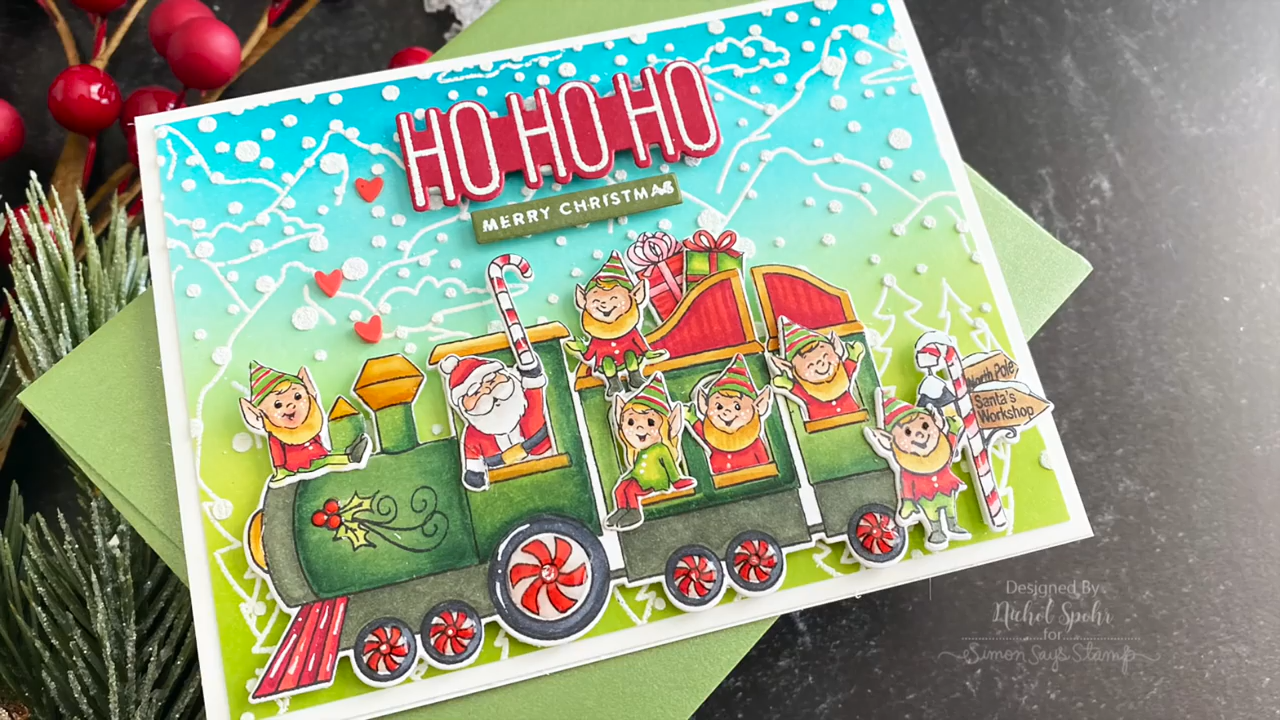 HO HO HO
MERRY CHRISTMAS
North Pole
Santa's
Workshop
Designed By
Nichol Spohr
for
Simon Says Stamp